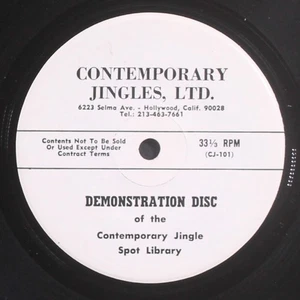 CONTEMPORARY
JINGLES, LTD.
6223 Selma Ave. - Hollywood, Calif. 90028
Tel.: 213-463-7661
Contents Not To Be Sold
Or Used Except Under
Contract Terms
33⅓ RPM
(CJ-101)
DEMONSTRATION DISC
of the
Contemporary Jingle
Spot Library